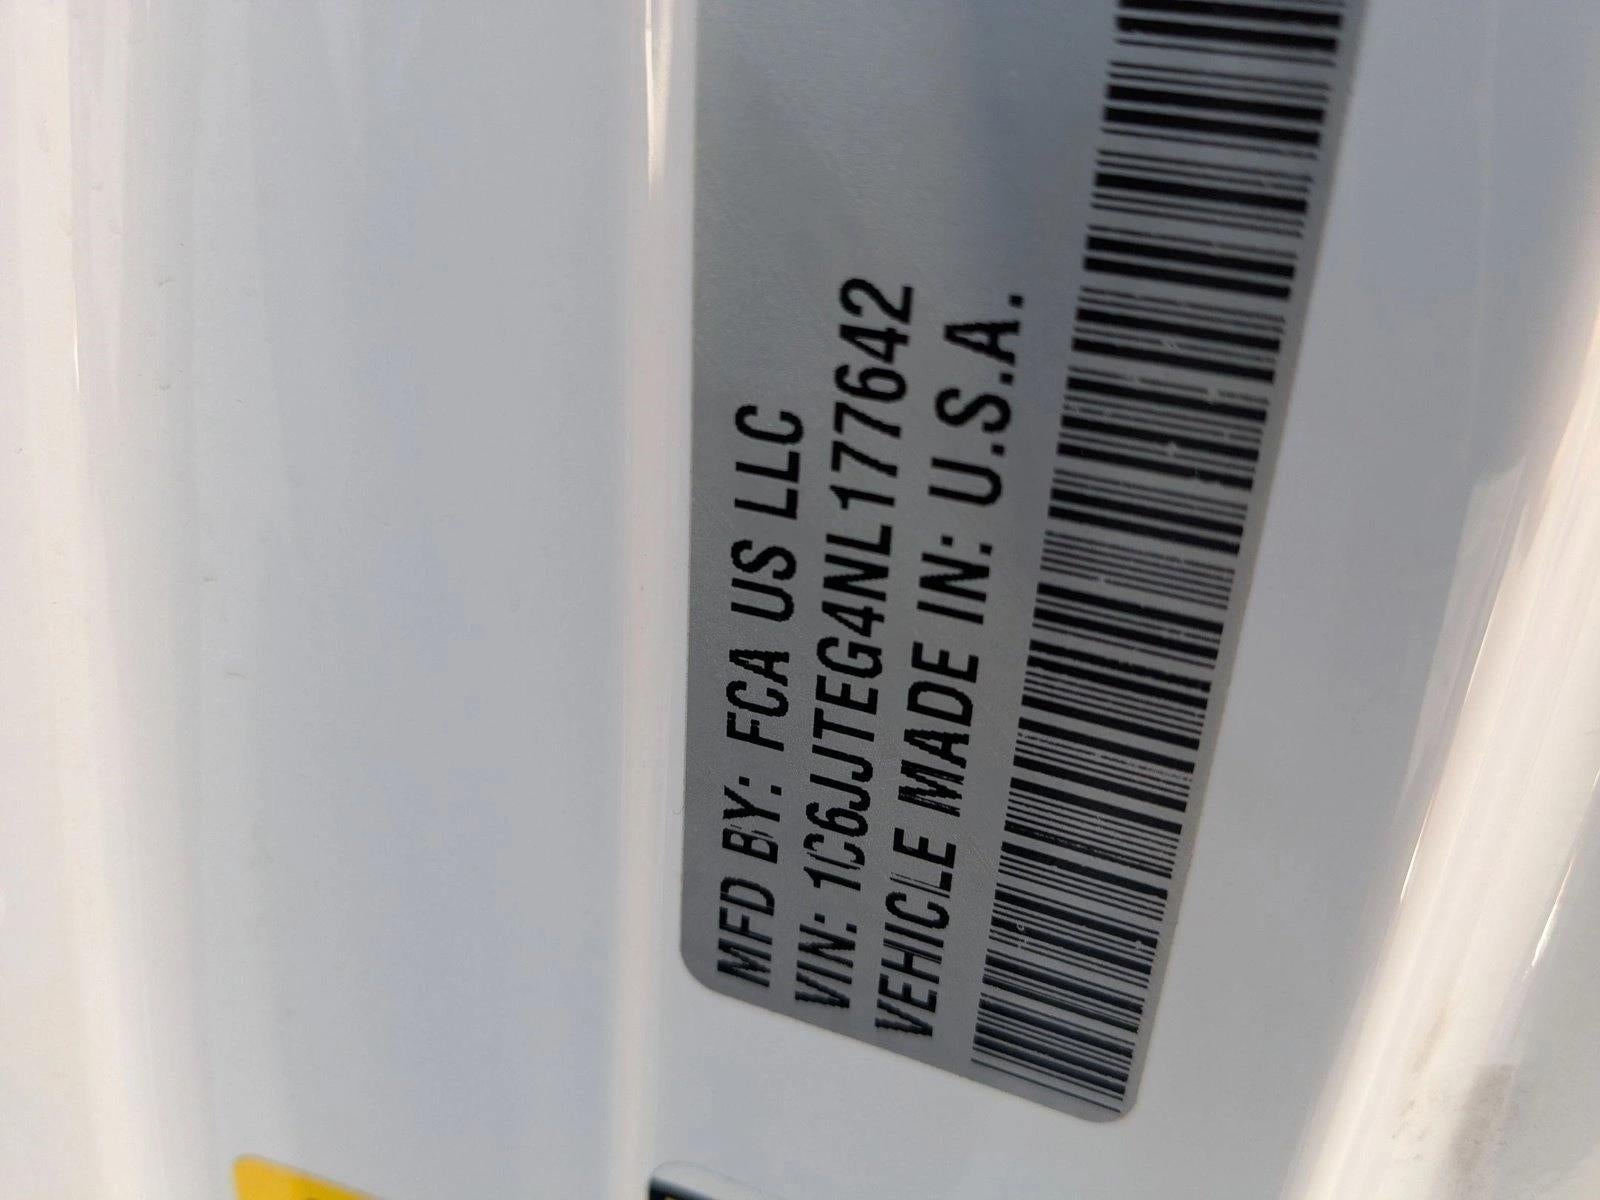 MFD BY: FCA US LLC
VIN: 1C6JJTEG4NL177642
VEHICLE MADE IN: U.S.A.